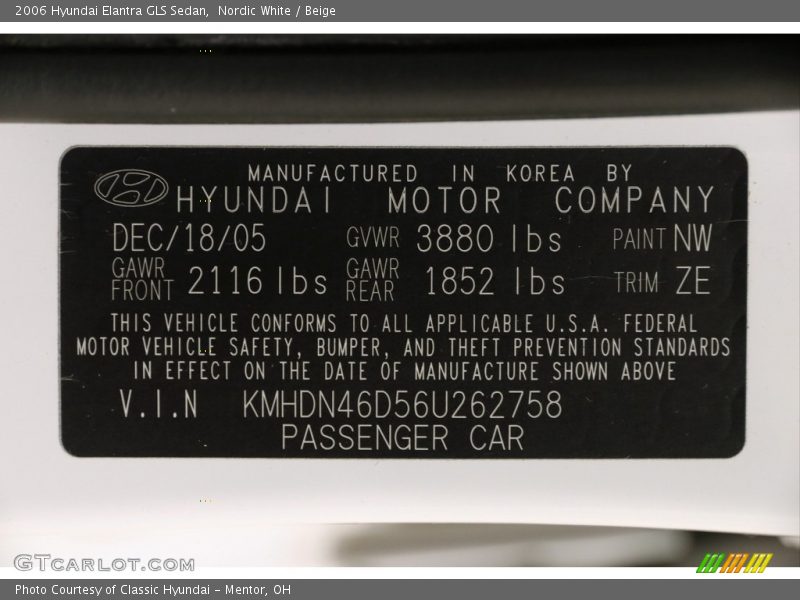 2006 Hyundai Elantra GLS Sedan, Nordic White / Beige
MANUFACTURED IN KOREA BY
HYUNDAI MOTOR COMPANY
DEC/18/05 GVWR 3880 lbs PAINT NW
GAWR FRONT 2116 lbs GAWR REAR 1852 lbs TRIM ZE
THIS VEHICLE CONFORMS TO ALL APPLICABLE U.S.A. FEDERAL
MOTOR VEHICLE SAFETY, BUMPER, AND THEFT PREVENTION STANDARDS
IN EFFECT ON THE DATE OF MANUFACTURE SHOWN ABOVE
V.I.N KMHDN46D56U262758
PASSENGER CAR
GTCARLOT.COM
Photo Courtesy of Classic Hyundai - Mentor, OH